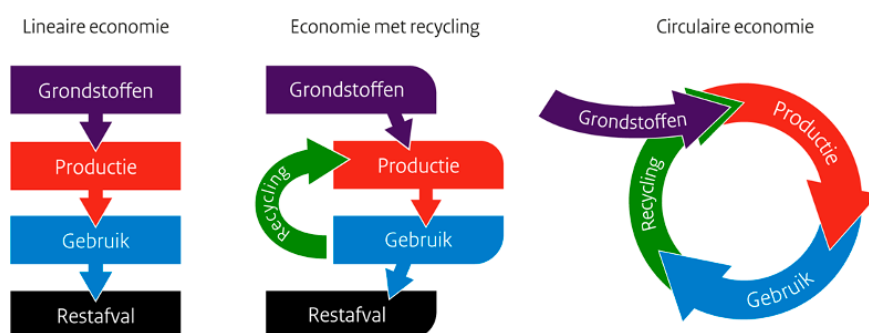 Lineaire economie
Grondstoffen
Productie
Gebruik
Restafval
Economie met recycling
Grondstoffen
Productie
Recycling
Gebruik
Restafval
Circulaire economie
Grondstoffen
Productie
Recycling
Gebruik